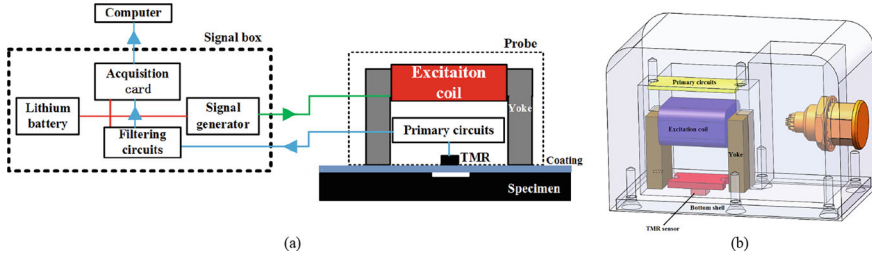 Computer
Signal box
Acquisition
card
Lithium
battery
Signal
generator
Filtering
circuits
Probe
Excitaiton
coil
Yoke
Primary circuits
TMR
Coating
Specimen
(a)
Primary circuits
Excitation coil
Yoke
Bottom shell
TMR sensor
(b)